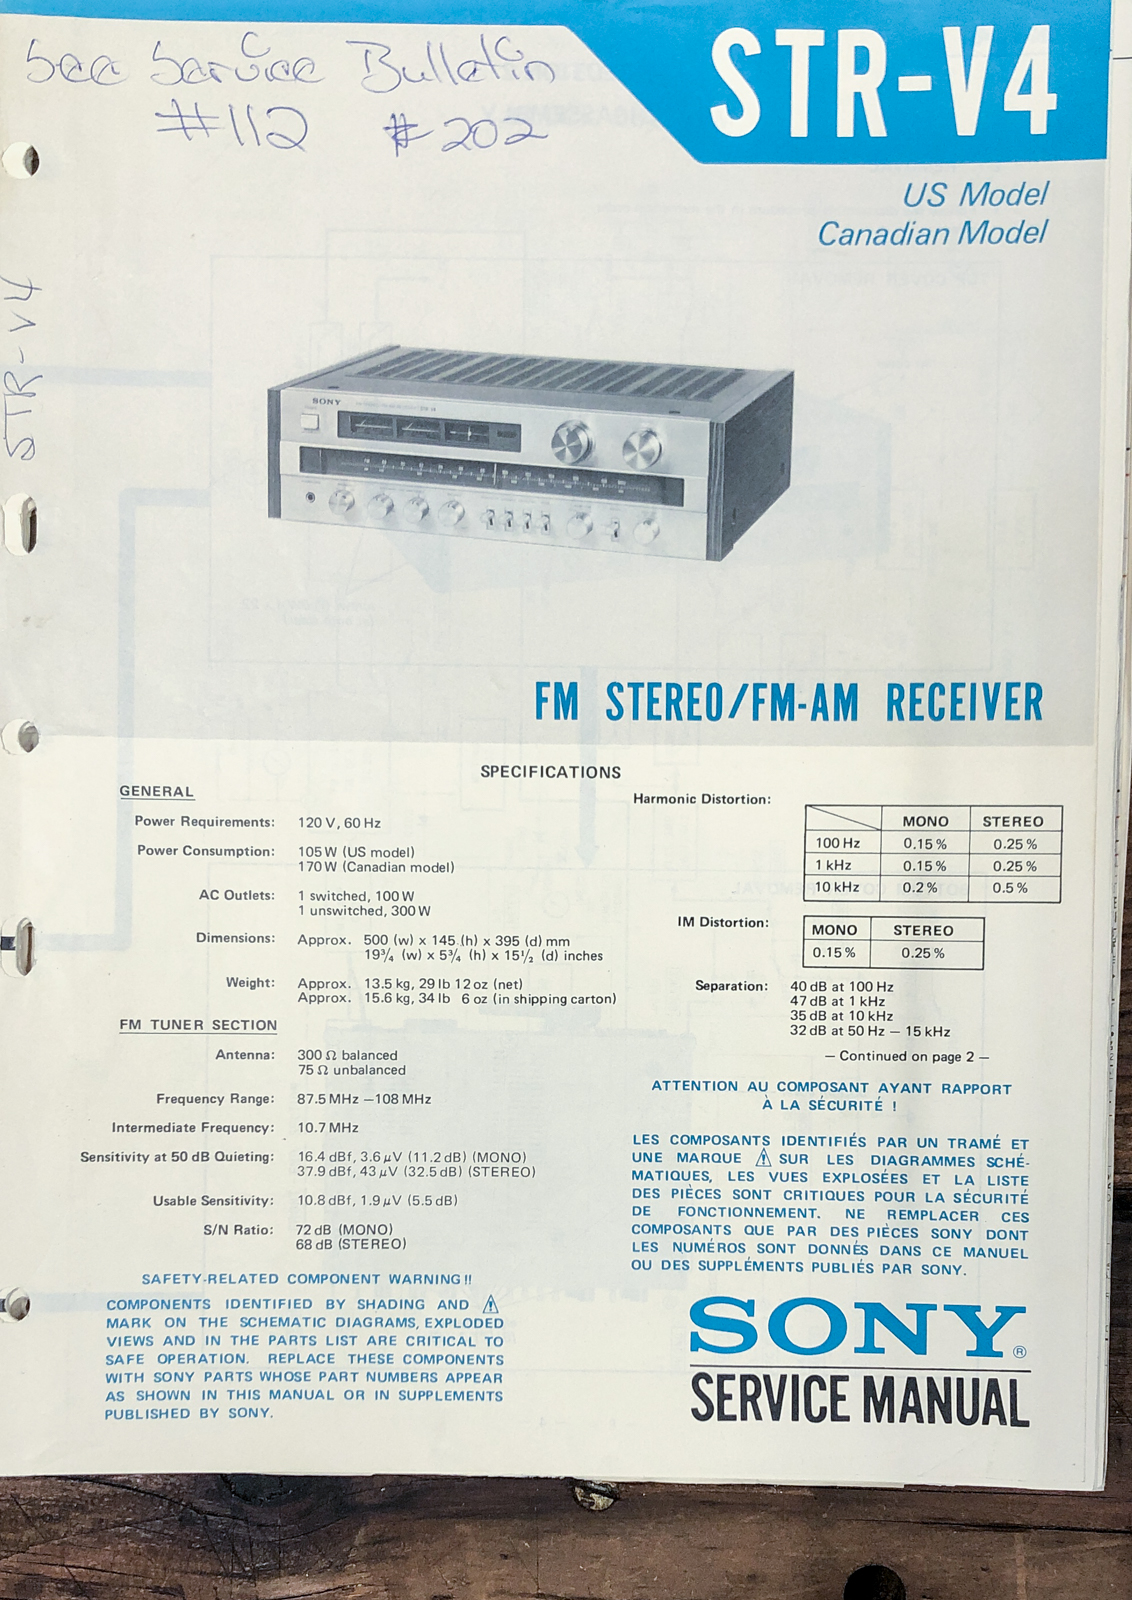 See Service Bulletin
#112 #202
STR-V4
STR-V4
US Model
Canadian Model
SONY
FM STEREO/FM-AM RECEIVER
SPECIFICATIONS
GENERAL
Power Requirements: 120 V, 60 Hz
Power Consumption: 105 W (US model)
170 W (Canadian model)
AC Outlets: 1 switched, 100 W
1 unswitched, 300 W
Dimensions: Approx. 500 (w) x 145 (h) x 395 (d) mm
19¾ (w) x 5¾ (h) x 15½ (d) inches
Weight: Approx. 13.5 kg, 29 lb 12 oz (net)
Approx. 15.6 kg, 34 lb 6 oz (in shipping carton)
FM TUNER SECTION
Antenna: 300 Ω balanced
75 Ω unbalanced
Frequency Range: 87.5 MHz – 108 MHz
Intermediate Frequency: 10.7 MHz
Sensitivity at 50 dB Quieting: 16.4 dBf, 3.6 μV (11.2 dB) (MONO)
37.9 dBf, 43 μV (32.5 dB) (STEREO)
Usable Sensitivity: 10.8 dBf, 1.9 μV (5.5 dB)
S/N Ratio: 72 dB (MONO)
68 dB (STEREO)
SAFETY-RELATED COMPONENT WARNING!!
COMPONENTS IDENTIFIED BY SHADING AND ⚠
MARK ON THE SCHEMATIC DIAGRAMS, EXPLODED
VIEWS AND IN THE PARTS LIST ARE CRITICAL TO
SAFE OPERATION. REPLACE THESE COMPONENTS
WITH SONY PARTS WHOSE PART NUMBERS APPEAR
AS SHOWN IN THIS MANUAL OR IN SUPPLEMENTS
PUBLISHED BY SONY.
Harmonic Distortion:
MONO STEREO
100 Hz 0.15 % 0.25 %
1 kHz 0.15 % 0.25 %
10 kHz 0.2 % 0.5 %
IM Distortion:
MONO STEREO
0.15 % 0.25 %
Separation: 40 dB at 100 Hz
47 dB at 1 kHz
35 dB at 10 kHz
32 dB at 50 Hz – 15 kHz
– Continued on page 2 –
ATTENTION AU COMPOSANT AYANT RAPPORT
À LA SÉCURITÉ !
LES COMPOSANTS IDENTIFIÉS PAR UN TRAMÉ ET
UNE MARQUE ⚠ SUR LES DIAGRAMMES SCHÉ-
MATIQUES, LES VUES EXPLOSÉES ET LA LISTE
DES PIÈCES SONT CRITIQUES POUR LA SÉCURITÉ
DE FONCTIONNEMENT. NE REMPLACER CES
COMPOSANTS QUE PAR DES PIÈCES SONY DONT
LES NUMÉROS SONT DONNÉS DANS CE MANUEL
OU DES SUPPLÉMENTS PUBLIÉS PAR SONY.
SONY®
SERVICE MANUAL